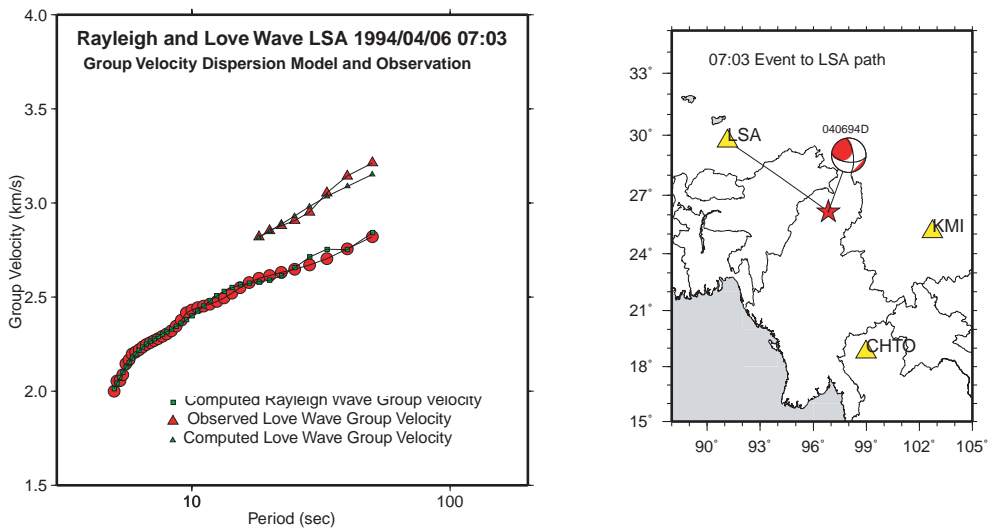 Rayleigh and Love Wave LSA 1994/04/06 07:03
Group Velocity Dispersion Model and Observation
4.0
3.5
3.0
2.5
2.0
1.5
Group Velocity (km/s)
Computed Rayleigh Wave Group Velocity
Observed Love Wave Group Velocity
Computed Love Wave Group Velocity
10
100
Period (sec)
07:03 Event to LSA path
33°
30°
27°
24°
21°
18°
15°
LSA
040694D
KMI
CHTO
90°
93°
96°
99°
102°
105°